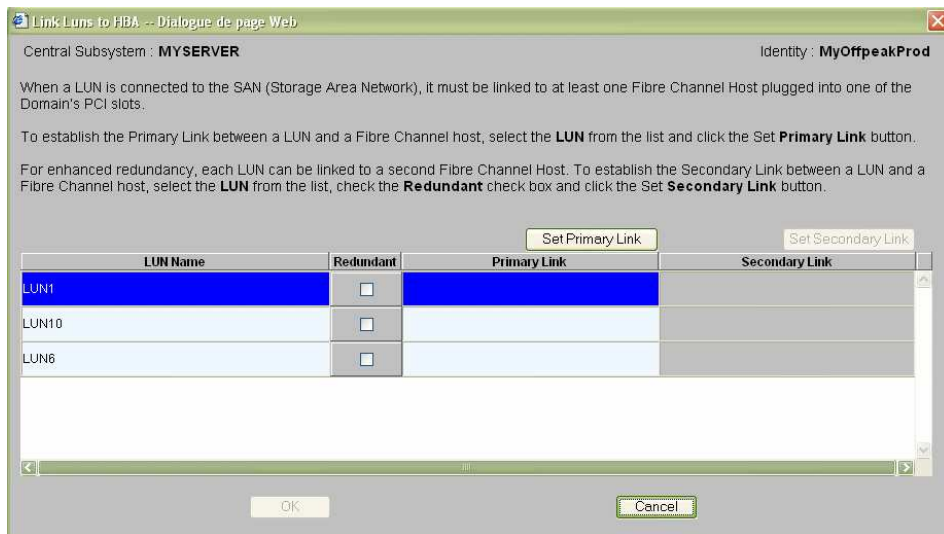 Link Luns to HBA -- Dialogue de page Web
Central Subsystem : MYSERVER
Identity : MyOffpeakProd
When a LUN is connected to the SAN (Storage Area Network), it must be linked to at least one Fibre Channel Host plugged into one of the
Domain's PCI slots.
To establish the Primary Link between a LUN and a Fibre Channel host, select the LUN from the list and click the Set Primary Link button.
For enhanced redundancy, each LUN can be linked to a second Fibre Channel Host. To establish the Secondary Link between a LUN and a
Fibre Channel host, select the LUN from the list, check the Redundant check box and click the Set Secondary Link button.
Set Primary Link
Set Secondary Link
LUN Name Redundant Primary Link Secondary Link
LUN1
LUN10
LUN6
OK
Cancel